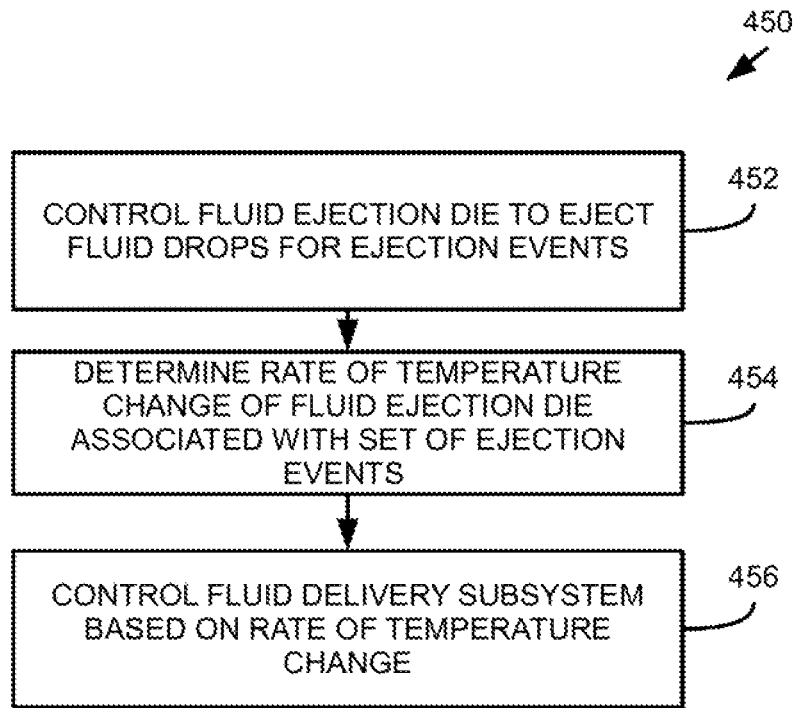 450
452
CONTROL FLUID EJECTION DIE TO EJECT
FLUID DROPS FOR EJECTION EVENTS
454
DETERMINE RATE OF TEMPERATURE
CHANGE OF FLUID EJECTION DIE
ASSOCIATED WITH SET OF EJECTION
EVENTS
456
CONTROL FLUID DELIVERY SUBSYSTEM
BASED ON RATE OF TEMPERATURE
CHANGE